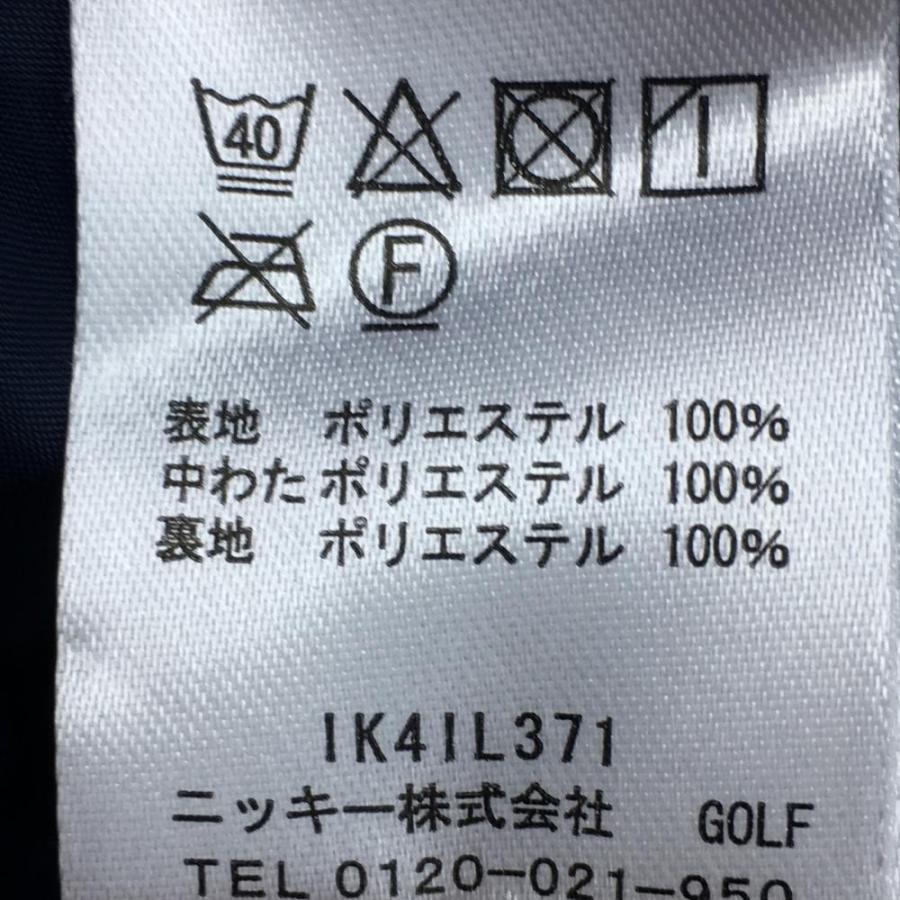 40
F
表地 ポリエステル 100%
中わた ポリエステル 100%
裏地 ポリエステル 100%
IK4IL371
ニッキー株式会社 GOLF
TEL 0120-021-950